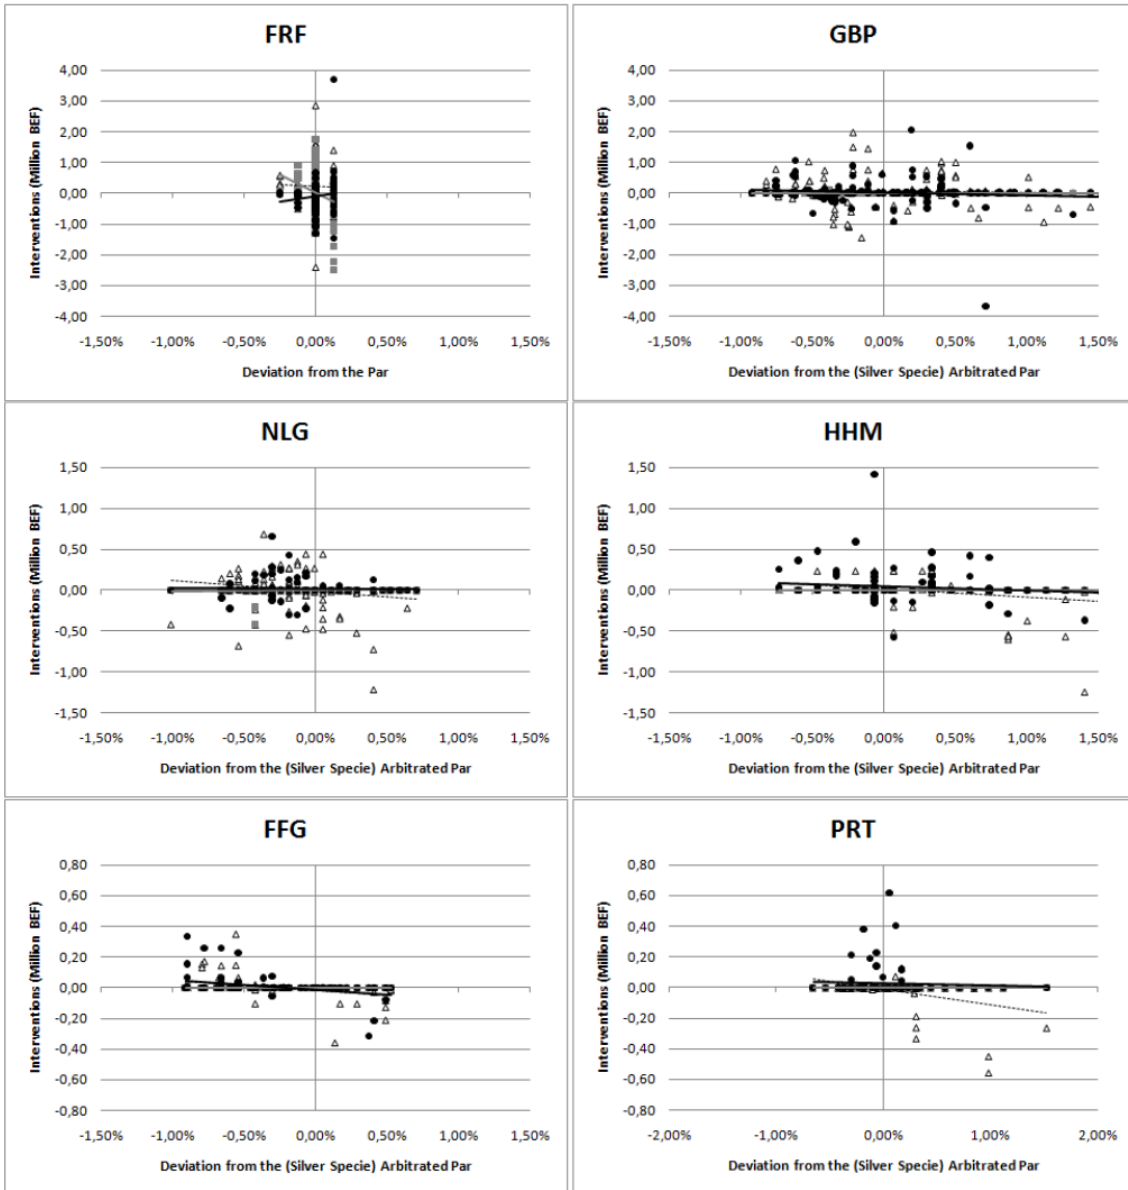 FRF
4,00
3,00
2,00
1,00
0,00
-1,00
-2,00
-3,00
-4,00
Interventions (Million BEF)
-1,50% -1,00% -0,50% 0,00% 0,50% 1,00% 1,50%
Deviation from the Par
GBP
4,00
3,00
2,00
1,00
0,00
-1,00
-2,00
-3,00
-4,00
Interventions (Million BEF)
-1,50% -1,00% -0,50% 0,00% 0,50% 1,00% 1,50%
Deviation from the (Silver Specie) Arbitrated Par
NLG
1,50
1,00
0,50
0,00
-0,50
-1,00
-1,50
Interventions (Million BEF)
-1,50% -1,00% -0,50% 0,00% 0,50% 1,00% 1,50%
Deviation from the (Silver Specie) Arbitrated Par
HHM
1,50
1,00
0,50
0,00
-0,50
-1,00
-1,50
Interventions (Million BEF)
-1,50% -1,00% -0,50% 0,00% 0,50% 1,00% 1,50%
Deviation from the (Silver Specie) Arbitrated Par
FFG
0,80
0,60
0,40
0,20
0,00
-0,20
-0,40
-0,60
-0,80
Interventions (Million BEF)
-1,50% -1,00% -0,50% 0,00% 0,50% 1,00% 1,50%
Deviation from the (Silver Specie) Arbitrated Par
PRT
0,80
0,60
0,40
0,20
0,00
-0,20
-0,40
-0,60
-0,80
Interventions (Million BEF)
-2,00% -1,00% 0,00% 1,00% 2,00%
Deviation from the (Silver Specie) Arbitrated Par